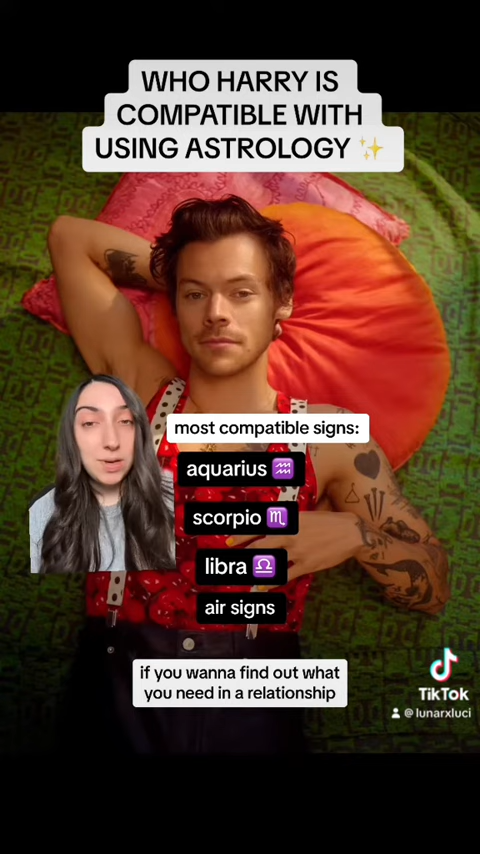 WHO HARRY IS
COMPATIBLE WITH
USING ASTROLOGY ✨
most compatible signs:
aquarius ♒
scorpio ♏
libra ♎
air signs
if you wanna find out what
you need in a relationship
TikTok
@lunarxluci